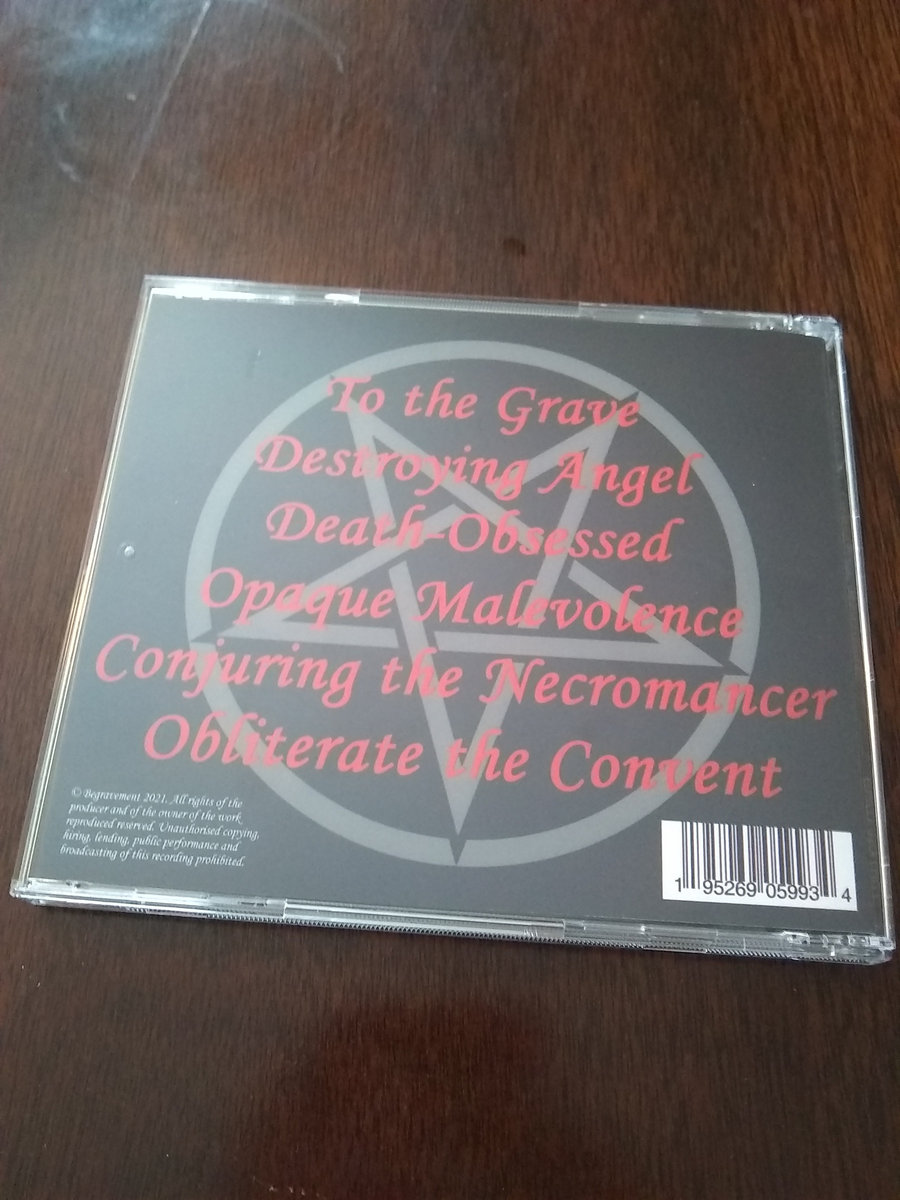 To the Grave
Destroying Angel
Death-Obsessed
Opaque Malevolence
Conjuring the Necromancer
Obliterate the Convent
© Begravement 2021. All rights of the
producer and of the owner of the work
reproduced reserved. Unauthorised copying,
hiring, lending, public performance and
broadcasting of this recording prohibited.
1 95269 05993 4